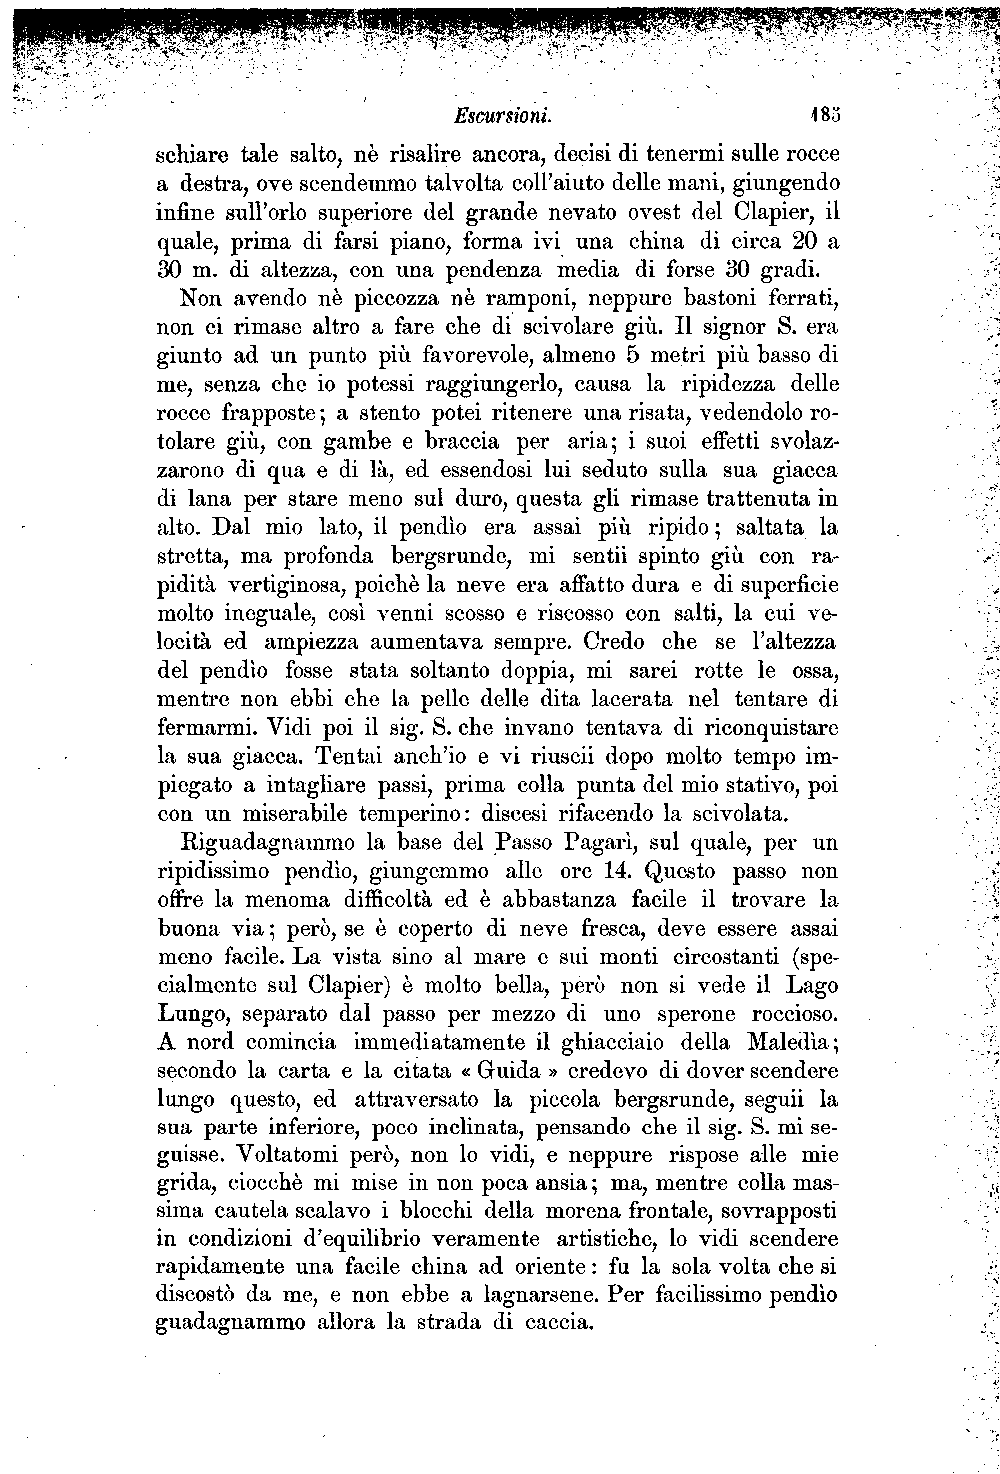 Escursioni. 185
schiare tale salto, nè risalire ancora, decisi di tenermi sulle rocce
a destra, ove scendemmo talvolta coll'aiuto delle mani, giungendo
infine sull'orlo superiore del grande nevato ovest del Clapier, il
quale, prima di farsi piano, forma ivi una china di circa 20 a
30 m. di altezza, con una pendenza media di forse 30 gradi.
Non avendo nè piccozza nè ramponi, neppure bastoni ferrati,
non ci rimase altro a fare che di scivolare giù. Il signor S. era
giunto ad un punto più favorevole, almeno 5 metri più basso di
me, senza che io potessi raggiungerlo, causa la ripidezza delle
rocce frapposte; a stento potei ritenere una risata, vedendolo ro-
tolare giù, con gambe e braccia per aria; i suoi effetti svolaz-
zarono di qua e di là, ed essendosi lui seduto sulla sua giacca
di lana per stare meno sul duro, questa gli rimase trattenuta in
alto. Dal mio lato, il pendìo era assai più ripido; saltata la
stretta, ma profonda bergsrunde, mi sentii spinto giù con ra-
pidità vertiginosa, poichè la neve era affatto dura e di superficie
molto ineguale, così venni scosso e riscosso con salti, la cui ve-
locità ed ampiezza aumentava sempre. Credo che se l'altezza
del pendìo fosse stata soltanto doppia, mi sarei rotte le ossa,
mentre non ebbi che la pelle delle dita lacerata nel tentare di
fermarmi. Vidi poi il sig. S. che invano tentava di riconquistare
la sua giacca. Tentai anch'io e vi riuscii dopo molto tempo im-
piegato a intagliare passi, prima colla punta del mio stativo, poi
con un miserabile temperino: discesi rifacendo la scivolata.
Riguadagnammo la base del Passo Pagarì, sul quale, per un
ripidissimo pendìo, giungemmo alle ore 14. Questo passo non
offre la menoma difficoltà ed è abbastanza facile il trovare la
buona via; però, se è coperto di neve fresca, deve essere assai
meno facile. La vista sino al mare e sui monti circostanti (spe-
cialmente sul Clapier) è molto bella, però non si vede il Lago
Lungo, separato dal passo per mezzo di uno sperone roccioso.
A nord comincia immediatamente il ghiacciaio della Maledìa;
secondo la carta e la citata « Guida » credevo di dover scendere
lungo questo, ed attraversato la piccola bergsrunde, seguii la
sua parte inferiore, poco inclinata, pensando che il sig. S. mi se-
guisse. Voltatomi però, non lo vidi, e neppure rispose alle mie
grida, ciocchè mi mise in non poca ansia; ma, mentre colla mas-
sima cautela scalavo i blocchi della morena frontale, sovrapposti
in condizioni d'equilibrio veramente artistiche, lo vidi scendere
rapidamente una facile china ad oriente: fu la sola volta che si
discostò da me, e non ebbe a lagnarsene. Per facilissimo pendìo
guadagnammo allora la strada di caccia.